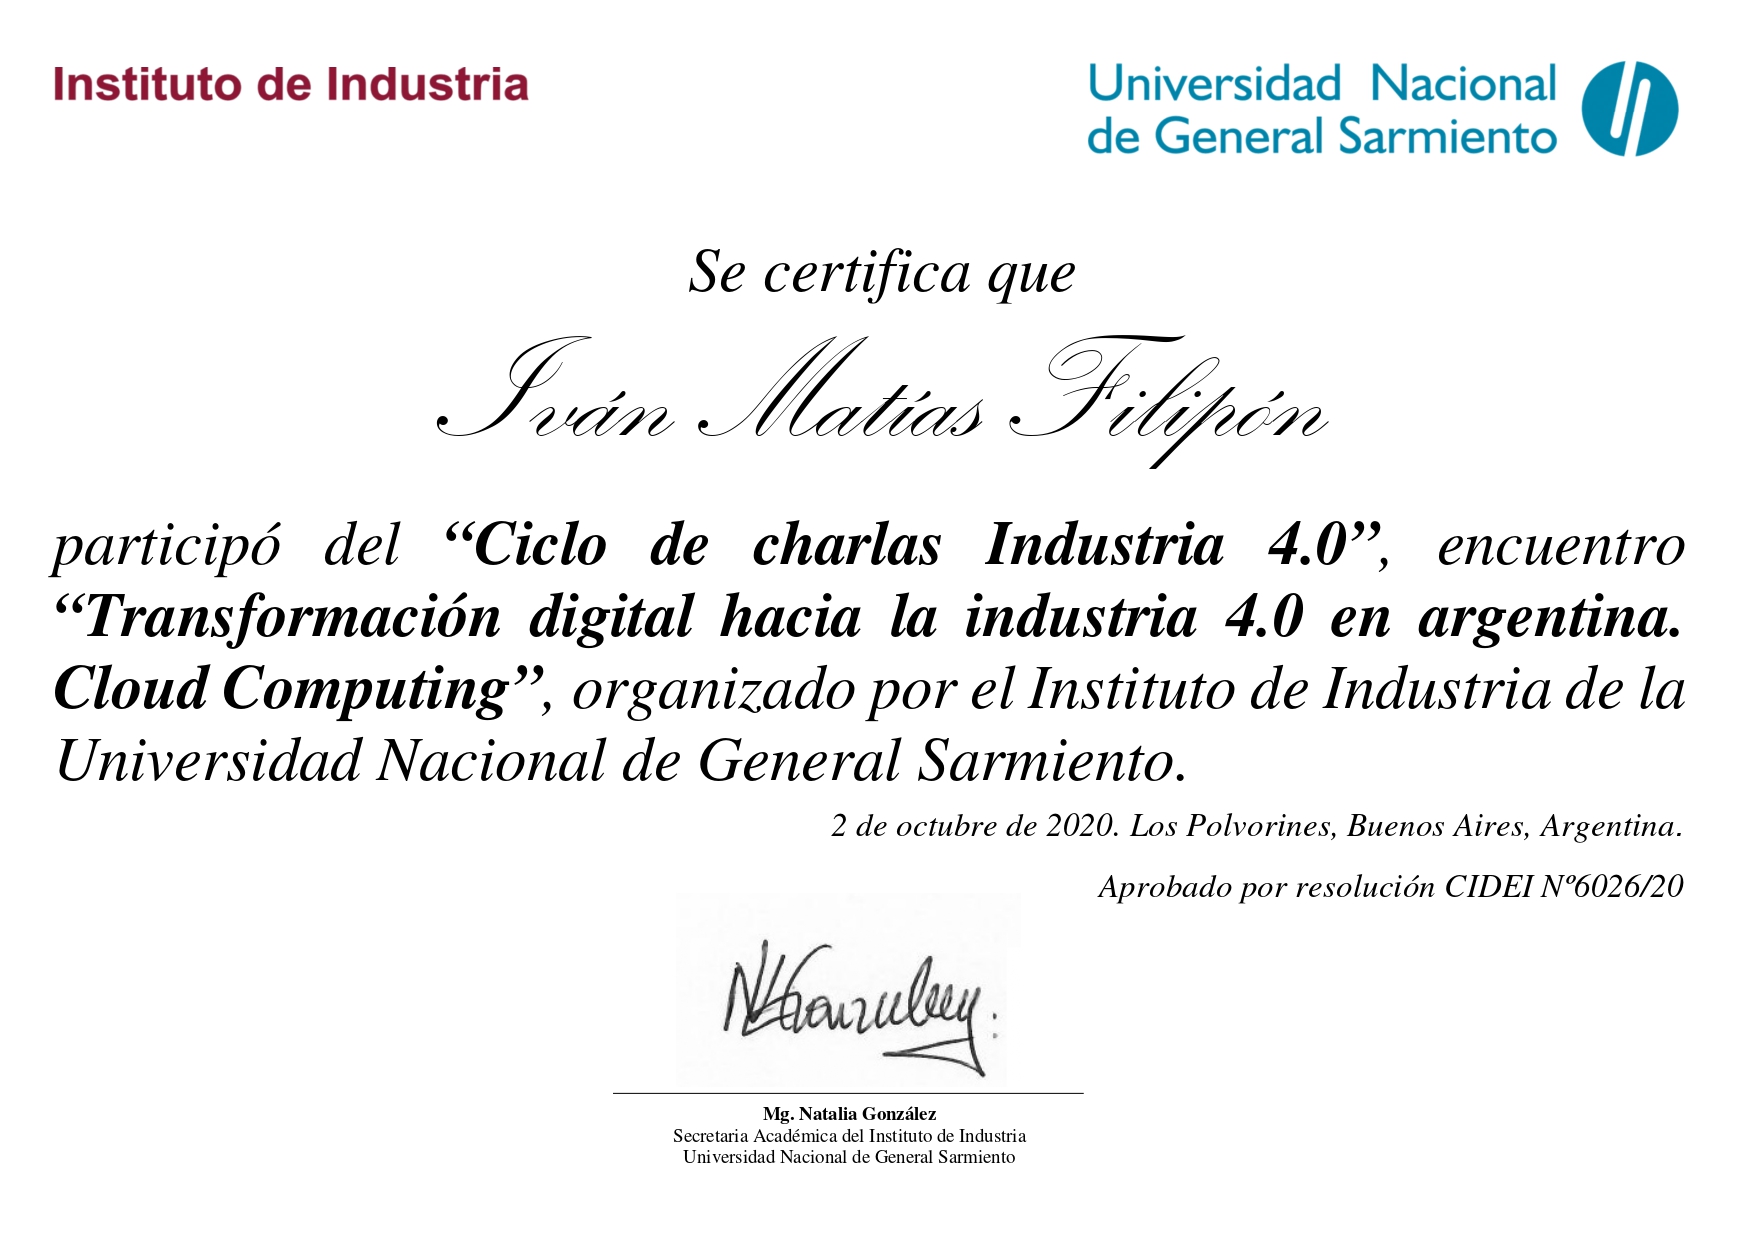 Instituto de Industria
Universidad Nacional
de General Sarmiento
Se certifica que
Iván Matías Filipón
participó del “Ciclo de charlas Industria 4.0”, encuentro
“Transformación digital hacia la industria 4.0 en argentina.
Cloud Computing”, organizado por el Instituto de Industria de la
Universidad Nacional de General Sarmiento.
2 de octubre de 2020. Los Polvorines, Buenos Aires, Argentina.
Aprobado por resolución CIDEI Nº6026/20
Mg. Natalia González
Secretaria Académica del Instituto de Industria
Universidad Nacional de General Sarmiento